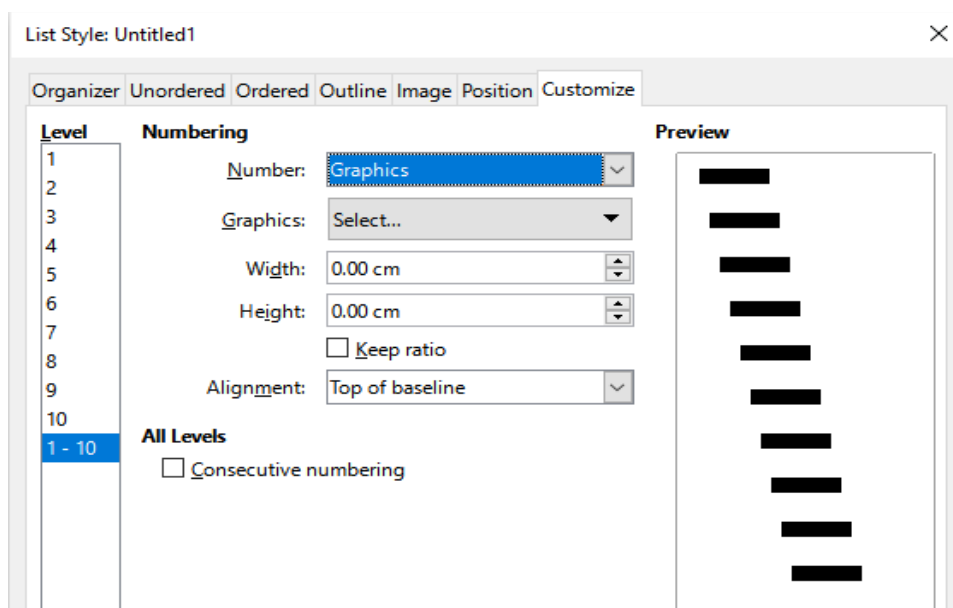 List Style: Untitled1
Organizer Unordered Ordered Outline Image Position Customize
Level
1
2
3
4
5
6
7
8
9
10
1 - 10
Numbering
Number: Graphics
Graphics: Select...
Width: 0.00 cm
Height: 0.00 cm
Keep ratio
Alignment: Top of baseline
All Levels
Consecutive numbering
Preview